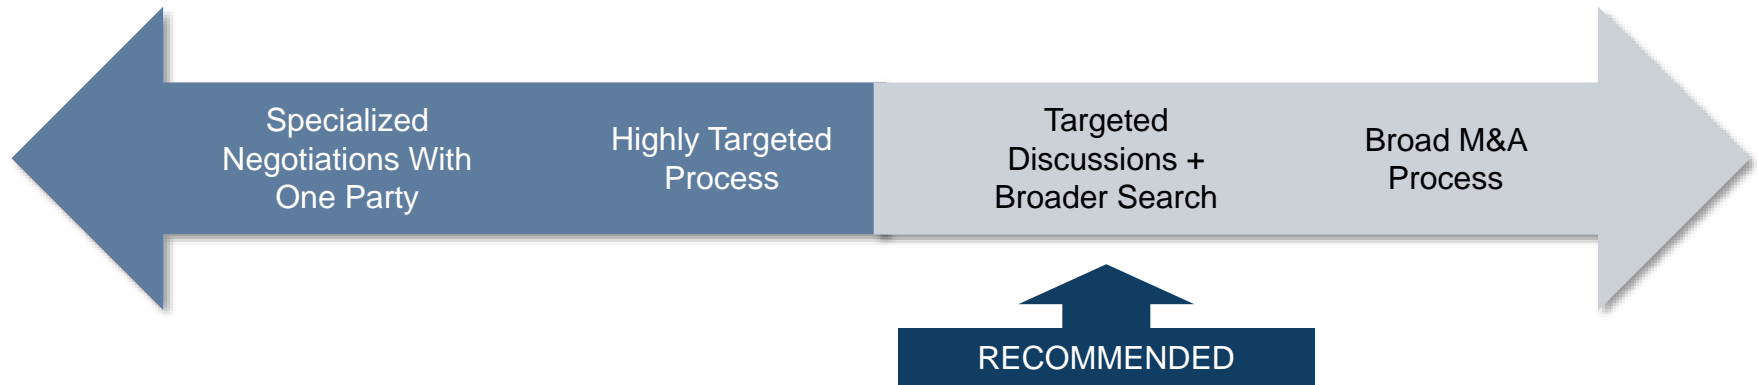 Specialized
Negotiations With
One Party
Highly Targeted
Process
Targeted
Discussions +
Broader Search
Broad M&A
Process
RECOMMENDED